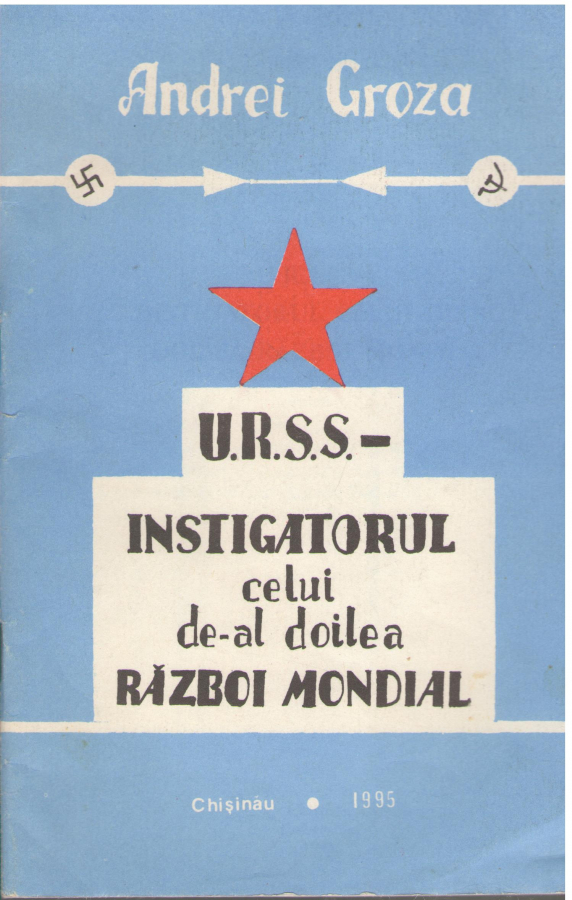 Andrei Groza
U.R.S.S.-
INSTIGATORUL
celui
de-al doilea
RĂZBOI MONDIAL
Chişinău • 1995